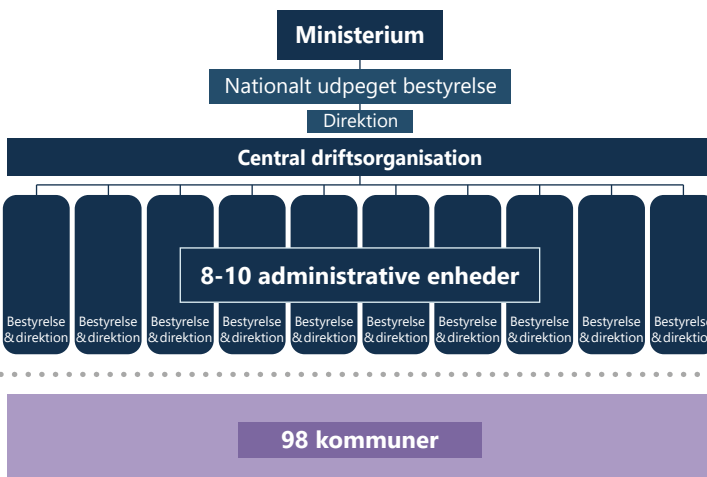 Ministerium
Nationalt udpeget bestyrelse
Direktion
Central driftsorganisation
8-10 administrative enheder
Bestyrelse
& direktion
Bestyrelse
& direktion
Bestyrelse
& direktion
Bestyrelse
& direktion
Bestyrelse
& direktion
Bestyrelse
& direktion
Bestyrelse
& direktion
Bestyrelse
& direktion
Bestyrelse
& direktion
Bestyrelse
& direktion
98 kommuner